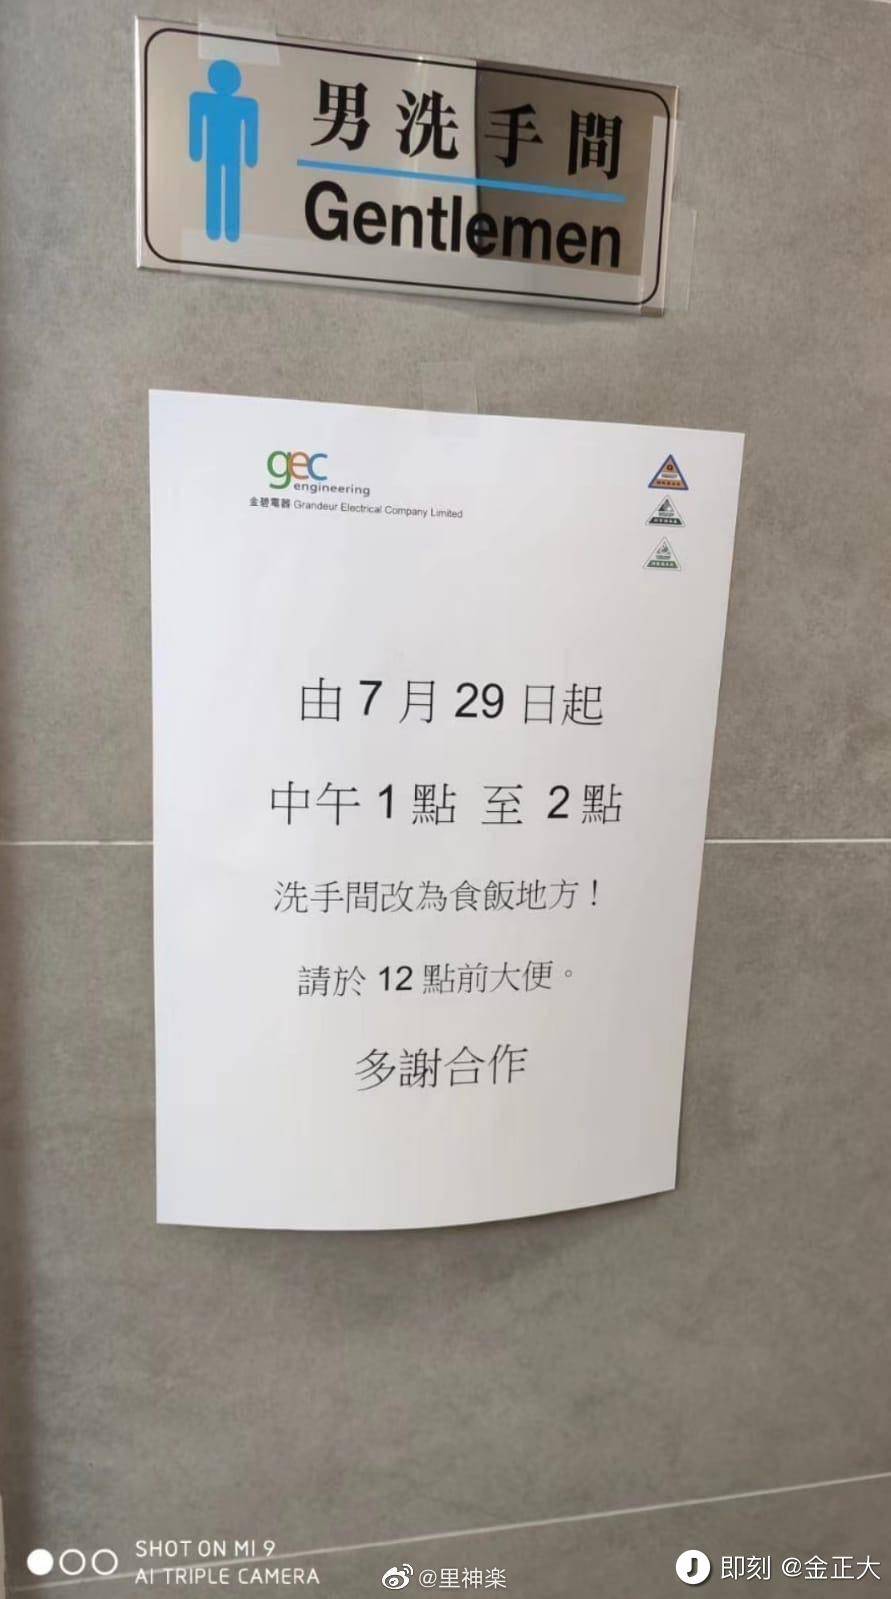 男洗手間
Gentlemen
gec
engineering
金碧電器 Grandeur Electrical Company Limited
由 7 月 29 日起
中午 1 點 至 2 點
洗手間改為食飯地方！
請於 12 點前大便。
多謝合作
SHOT ON MI 9
AI TRIPLE CAMERA
@里神楽
即刻 @金正大